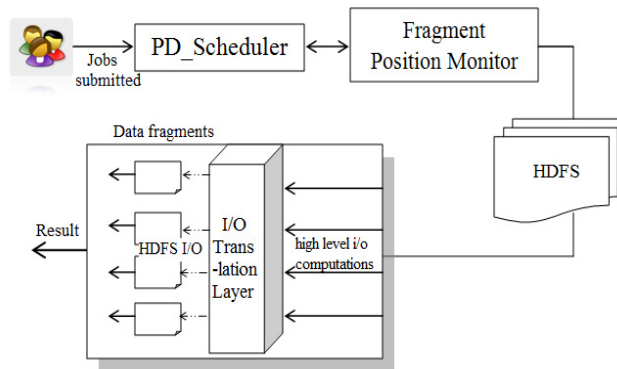 Jobs
submitted
PD_Scheduler
Fragment
Position Monitor
HDFS
Data fragments
Result
HDFS I/O
I/O
Trans
-lation
Layer
high level i/o
computations